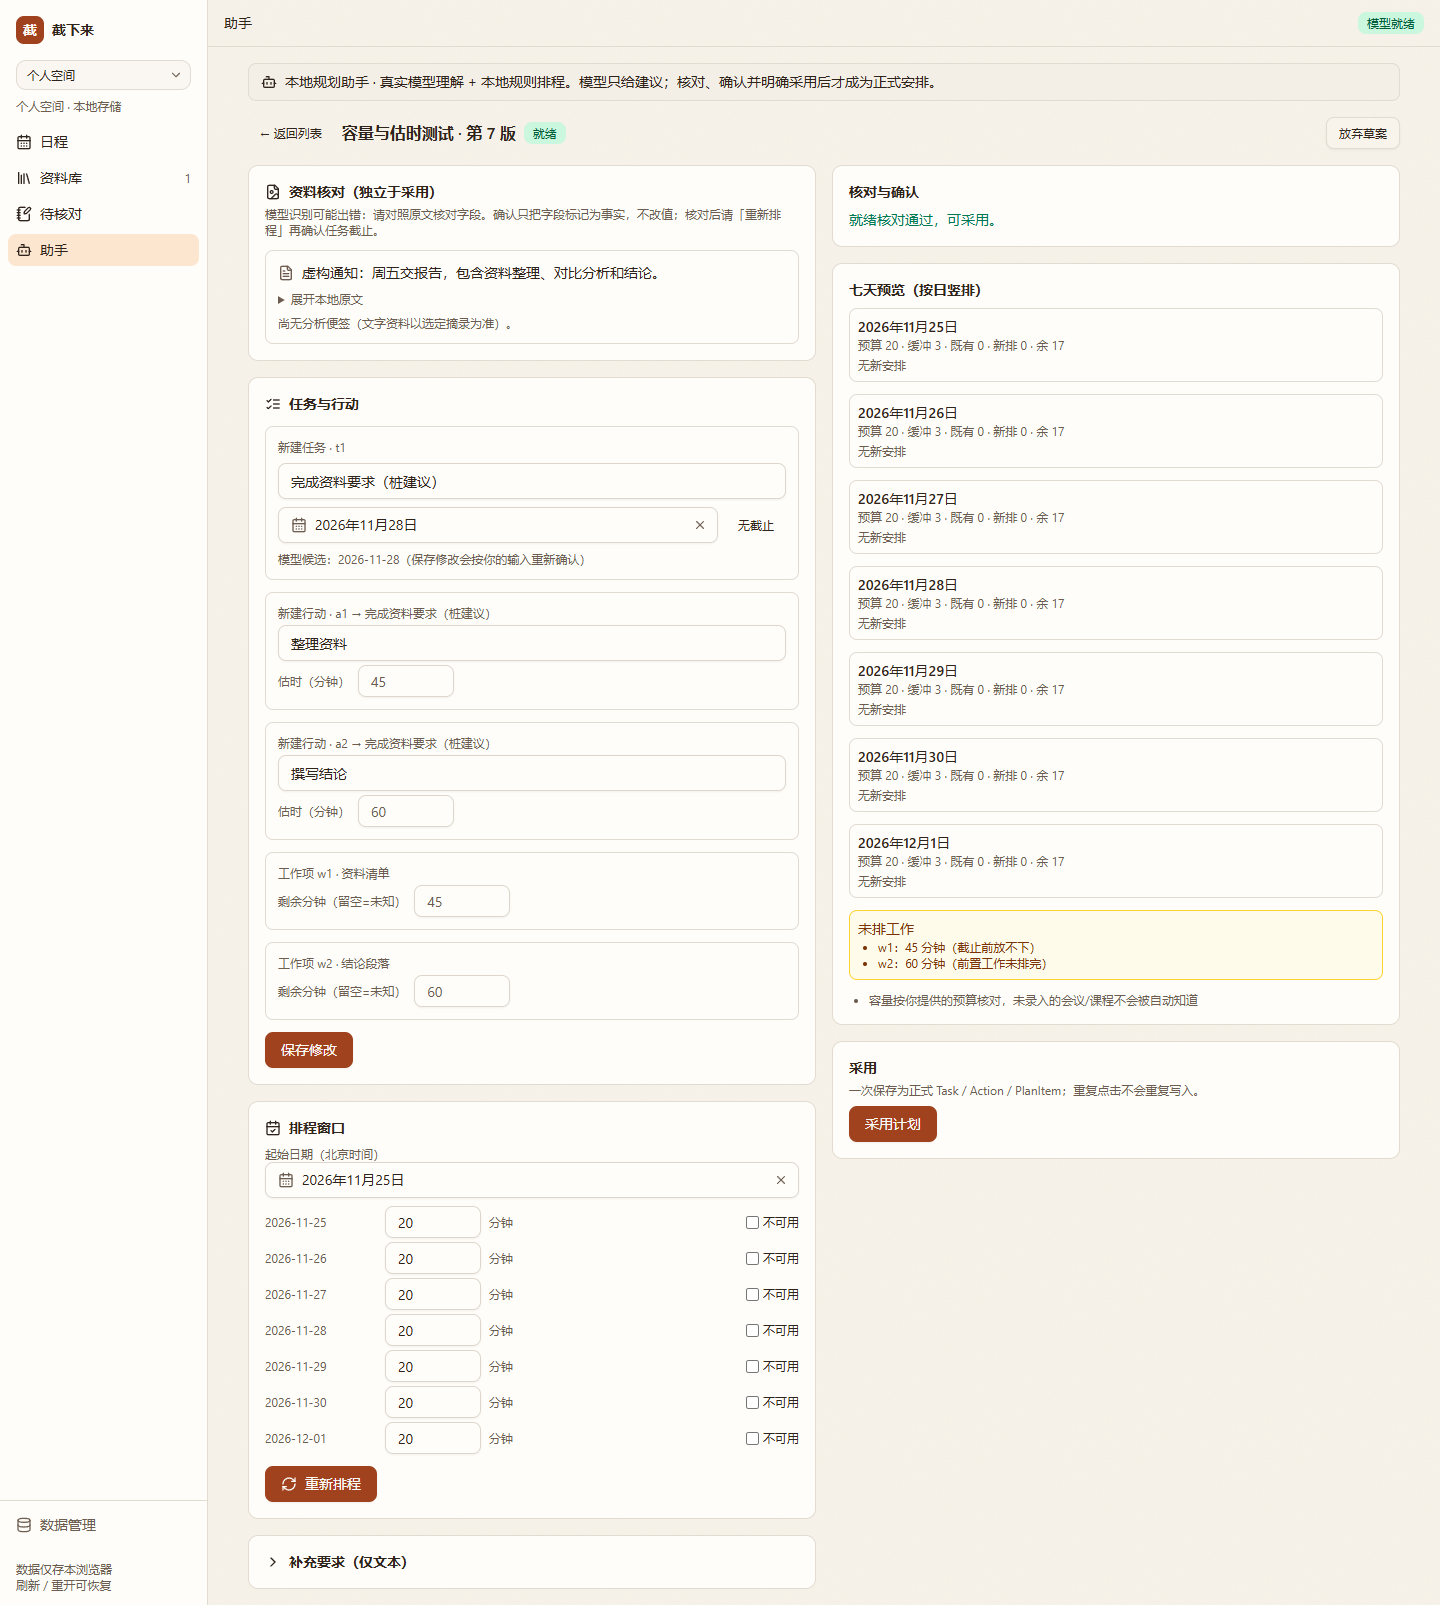 截 截下来
个人空间
个人空间 · 本地存储
日程
资料库 1
待核对
助手
数据管理
数据仅存本浏览器
刷新 / 重开可恢复
助手
模型就绪
本地规划助手 · 真实模型理解 + 本地规则排程。模型只给建议；核对、确认并明确采用后才成为正式安排。
← 返回列表 容量与估时测试 · 第 7 版 就绪
放弃草案
资料核对（独立于采用）
模型识别可能出错：请对照原文核对字段。确认只把字段标记为事实，不改值；核对后请「重新排
程」再确认任务截止。
虚构通知：周五交报告，包含资料整理、对比分析和结论。
展开本地原文
尚无分析便签（文字资料以选定摘录为准）。
任务与行动
新建任务 · t1
完成资料要求（桩建议）
2026年11月28日
无截止
模型候选：2026-11-28（保存修改会按你的输入重新确认）
新建行动 · a1 → 完成资料要求（桩建议）
整理资料
估时（分钟） 45
新建行动 · a2 → 完成资料要求（桩建议）
撰写结论
估时（分钟） 60
工作项 w1 · 资料清单
剩余分钟（留空=未知） 45
工作项 w2 · 结论段落
剩余分钟（留空=未知） 60
保存修改
排程窗口
起始日期（北京时间）
2026年11月25日
2026-11-25 20 分钟 不可用
2026-11-26 20 分钟 不可用
2026-11-27 20 分钟 不可用
2026-11-28 20 分钟 不可用
2026-11-29 20 分钟 不可用
2026-11-30 20 分钟 不可用
2026-12-01 20 分钟 不可用
重新排程
补充要求（仅文本）
核对与确认
就绪核对通过，可采用。
七天预览（按日竖排）
2026年11月25日
预算 20 · 缓冲 3 · 既有 0 · 新排 0 · 余 17
无新安排
2026年11月26日
预算 20 · 缓冲 3 · 既有 0 · 新排 0 · 余 17
无新安排
2026年11月27日
预算 20 · 缓冲 3 · 既有 0 · 新排 0 · 余 17
无新安排
2026年11月28日
预算 20 · 缓冲 3 · 既有 0 · 新排 0 · 余 17
无新安排
2026年11月29日
预算 20 · 缓冲 3 · 既有 0 · 新排 0 · 余 17
无新安排
2026年11月30日
预算 20 · 缓冲 3 · 既有 0 · 新排 0 · 余 17
无新安排
2026年12月1日
预算 20 · 缓冲 3 · 既有 0 · 新排 0 · 余 17
无新安排
未排工作
• w1：45 分钟（截止前放不下）
• w2：60 分钟（前置工作未排完）
• 容量按你提供的预算核对，未录入的会议/课程不会被自动知道
采用
一次保存为正式 Task / Action / PlanItem；重复点击不会重复写入。
采用计划